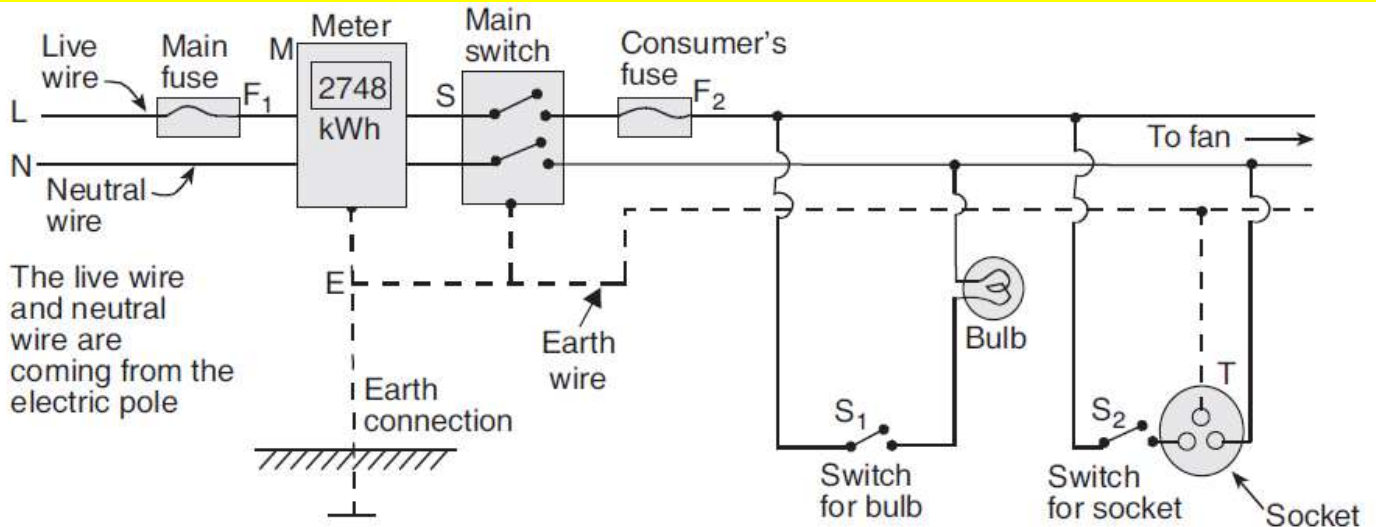 Live
wire
Main
fuse
Meter
M
Main
switch
Consumer's
fuse
L
F1
2748
kWh
S
F2
To fan
N
Neutral
wire
The live wire
and neutral
wire are
coming from the
electric pole
E
Earth
wire
Earth
connection
Bulb
S1
Switch
for bulb
S2
T
Switch
for socket
Socket